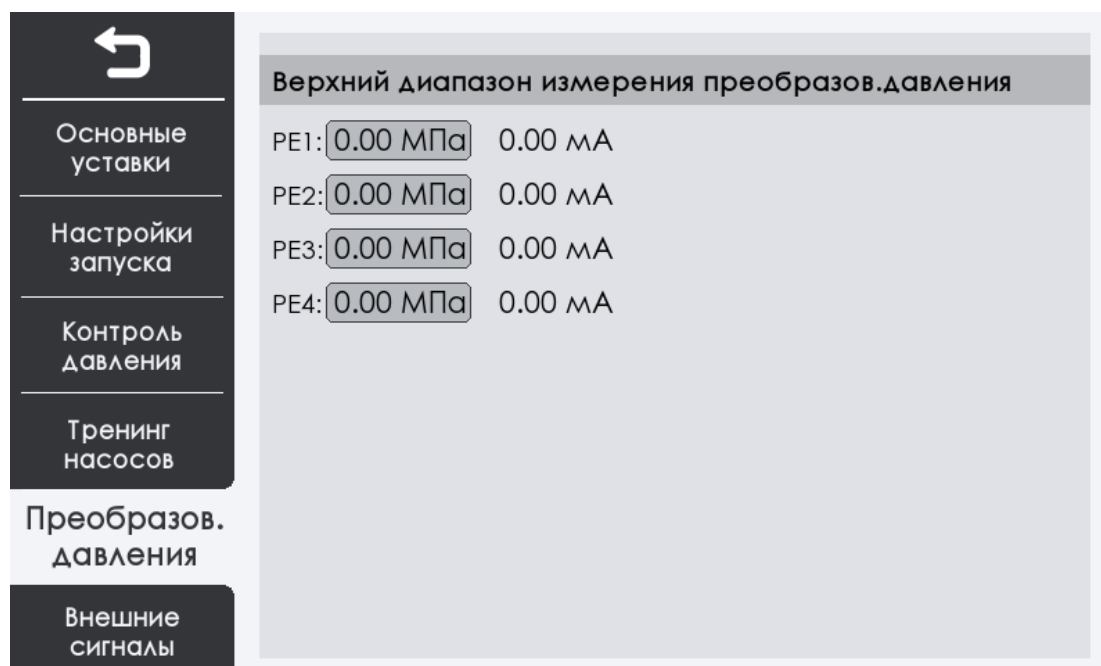 Основные
уставки
Настройки
запуска
Контроль
давления
Тренинг
насосов
Преобразов.
давления
Внешние
сигналы
Верхний диапазон измерения преобразов.давления
PE1: 0.00 МПа 0.00 мА
PE2: 0.00 МПа 0.00 мА
PE3: 0.00 МПа 0.00 мА
PE4: 0.00 МПа 0.00 мА